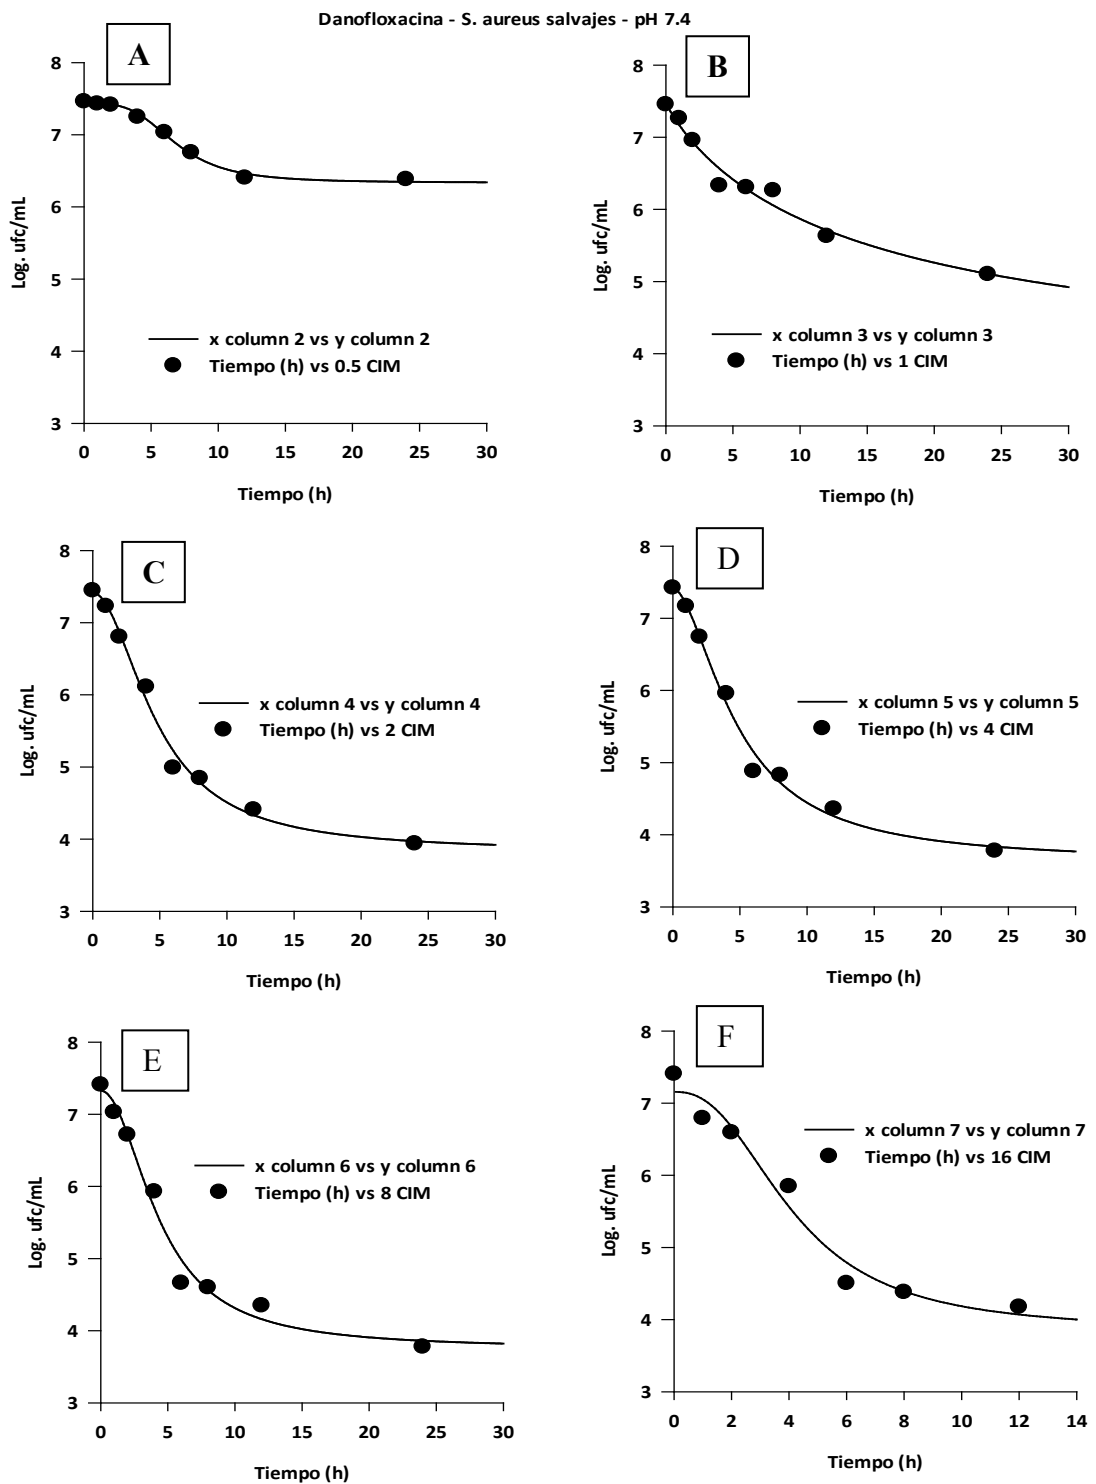 Danofloxacina - S. aureus salvajes - pH 7.4
A
8
7
6
5
4
3
Log. ufc/mL
x column 2 vs y column 2
Tiempo (h) vs 0.5 CIM
0 5 10 15 20 25 30
Tiempo (h)
B
8
7
6
5
4
3
Log. ufc/mL
x column 3 vs y column 3
Tiempo (h) vs 1 CIM
0 5 10 15 20 25 30
Tiempo (h)
C
8
7
6
5
4
3
Log. ufc/mL
x column 4 vs y column 4
Tiempo (h) vs 2 CIM
0 5 10 15 20 25 30
Tiempo (h)
D
8
7
6
5
4
3
Log. ufc/mL
x column 5 vs y column 5
Tiempo (h) vs 4 CIM
0 5 10 15 20 25 30
Tiempo (h)
E
8
7
6
5
4
3
Log. ufc/mL
x column 6 vs y column 6
Tiempo (h) vs 8 CIM
0 5 10 15 20 25 30
Tiempo (h)
F
8
7
6
5
4
3
Log. ufc/mL
x column 7 vs y column 7
Tiempo (h) vs 16 CIM
0 2 4 6 8 10 12 14
Tiempo (h)